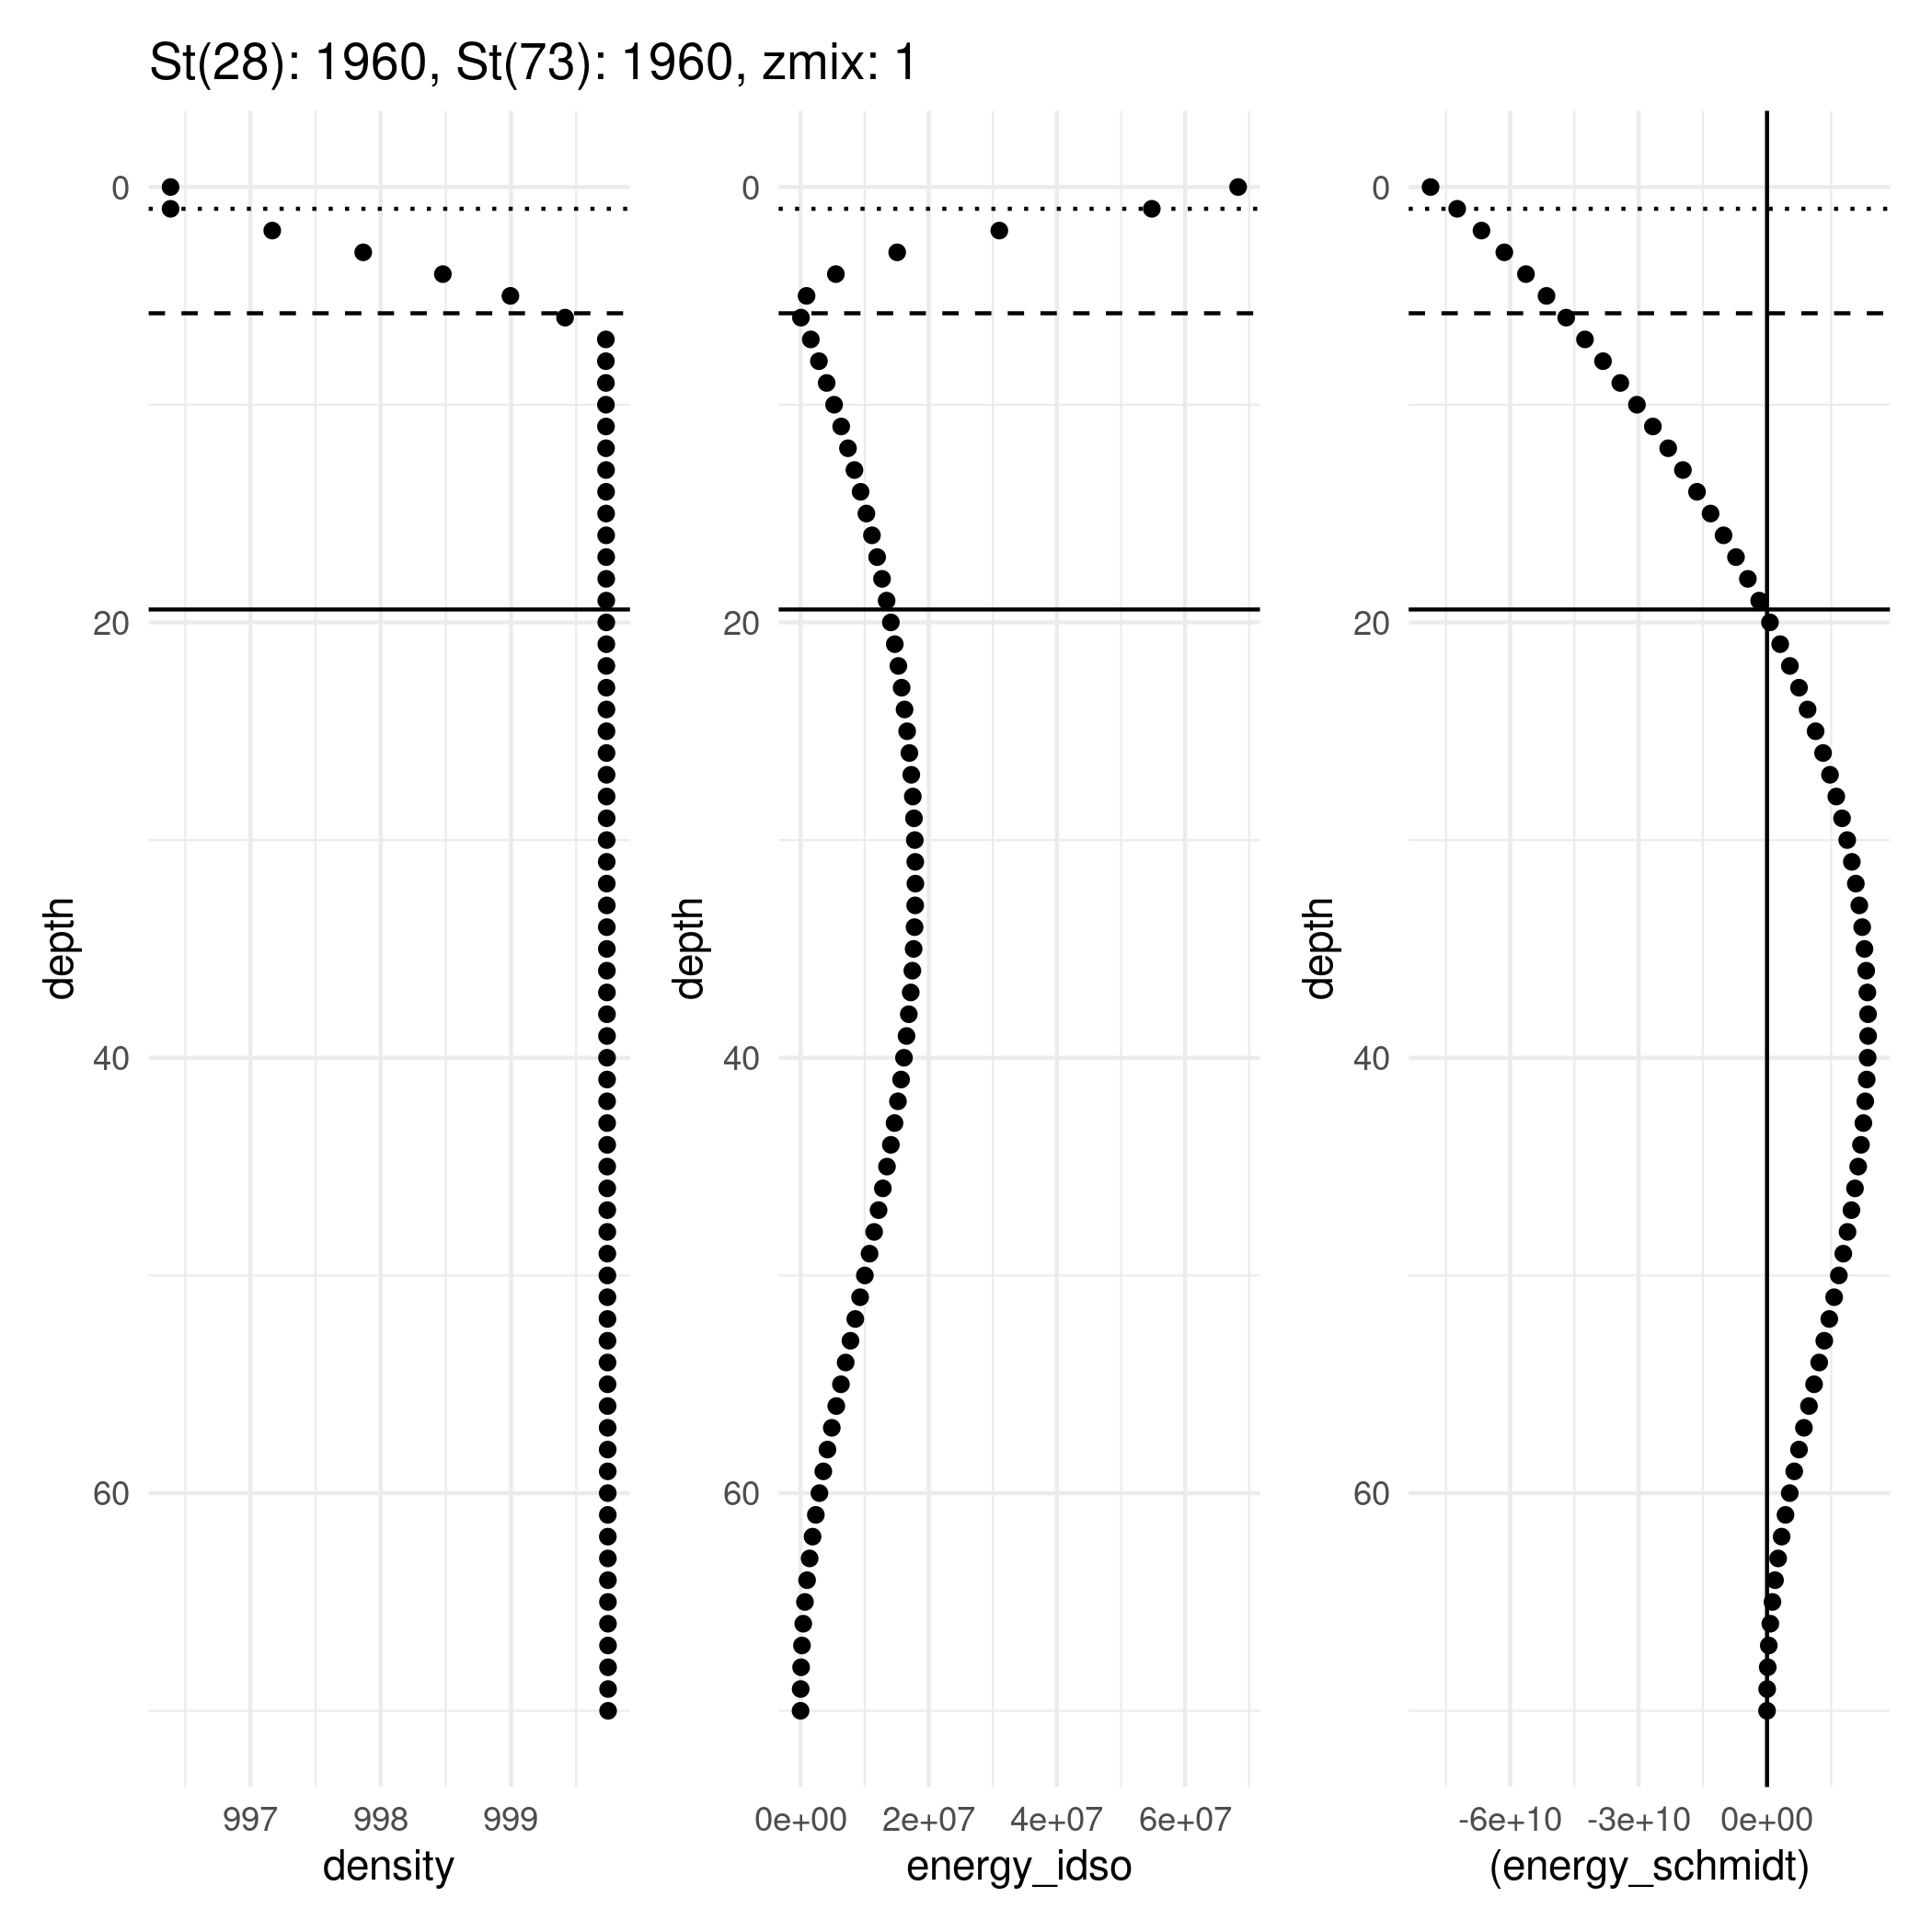 St(28): 1960, St(73): 1960, zmix: 1
depth
0
20
40
60
997 998 999
density
depth
0
20
40
60
0e+00 2e+07 4e+07 6e+07
energy_idso
depth
0
20
40
60
-6e+10 -3e+10 0e+00
(energy_schmidt)